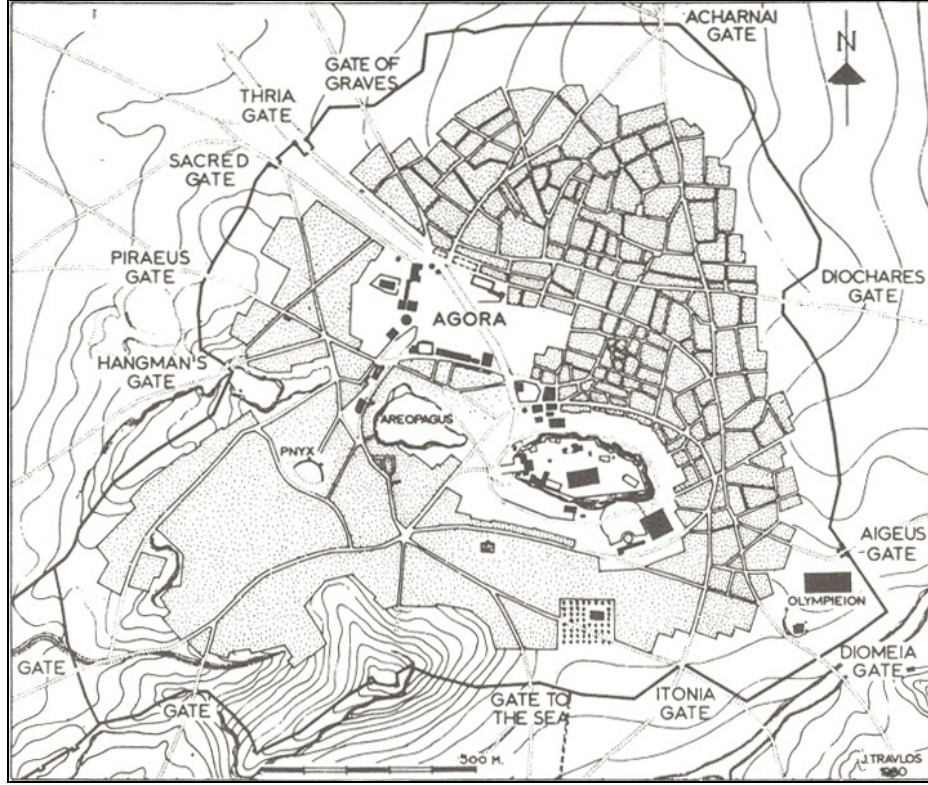 ACHARNAI
GATE
N
GATE OF
GRAVES
THRIA
GATE
SACRED
GATE
PIRAEUS
GATE
DIOCHARES
GATE
AGORA
HANGMAN'S
GATE
AREOPAGUS
PNYX
AIGEUS
GATE
OLYMPIEION
DIOMEIA
GATE
GATE
GATE
GATE TO
THE SEA
ITONIA
GATE
500 M.
J. TRAVLOS
1980